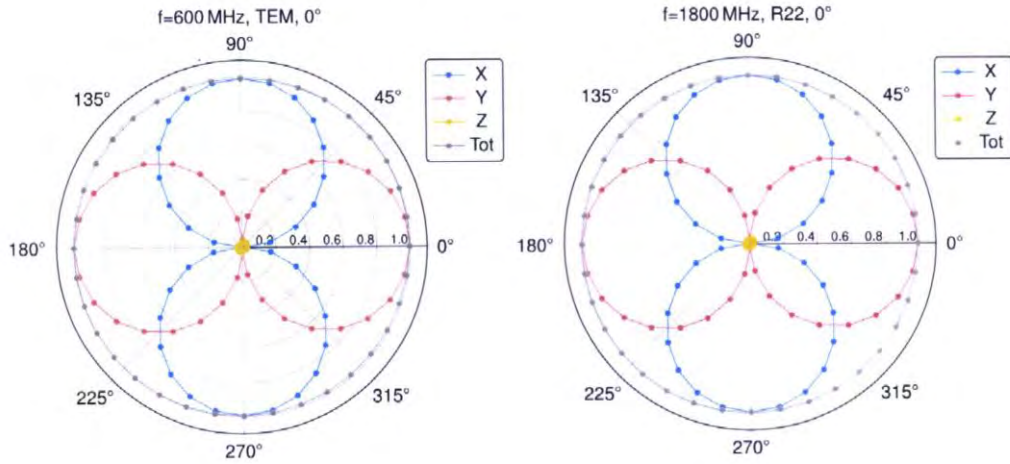 f=600 MHz, TEM, 0°
90°
135°
45°
X
Y
Z
Tot
180°
0.2 0.4 0.6 0.8 1.0
0°
225°
315°
270°
f=1800 MHz, R22, 0°
90°
135°
45°
X
Y
Z
Tot
180°
0.2 0.4 0.6 0.8 1.0
0°
225°
315°
270°